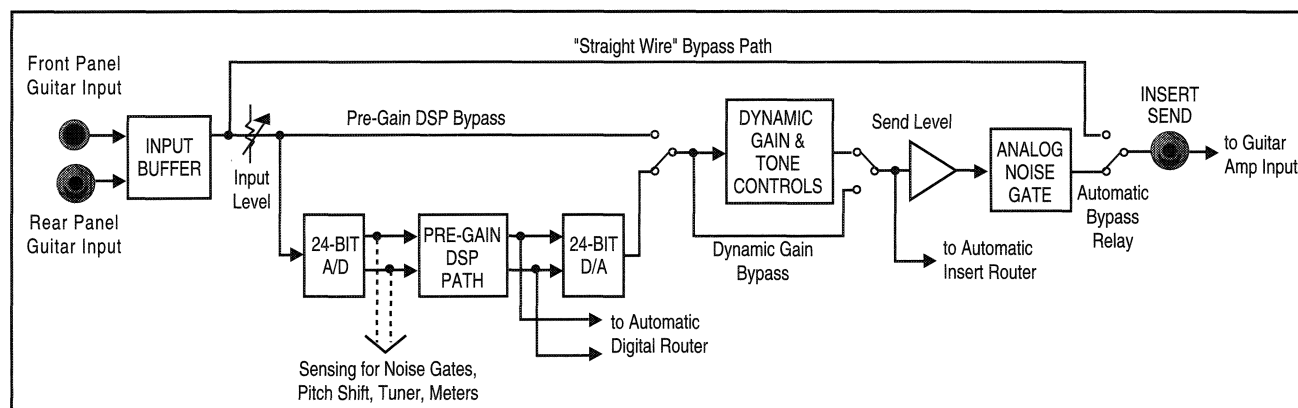 "Straight Wire" Bypass Path
Front Panel
Guitar Input
INPUT
BUFFER
Rear Panel
Guitar Input
Input
Level
Pre-Gain DSP Bypass
DYNAMIC
GAIN &
TONE
CONTROLS
Send Level
ANALOG
NOISE
GATE
INSERT
SEND
to Guitar
Amp Input
Automatic
Bypass
Relay
24-BIT
A/D
PRE-GAIN
DSP
PATH
24-BIT
D/A
Dynamic Gain
Bypass
to Automatic
Insert Router
to Automatic
Digital Router
Sensing for Noise Gates,
Pitch Shift, Tuner, Meters